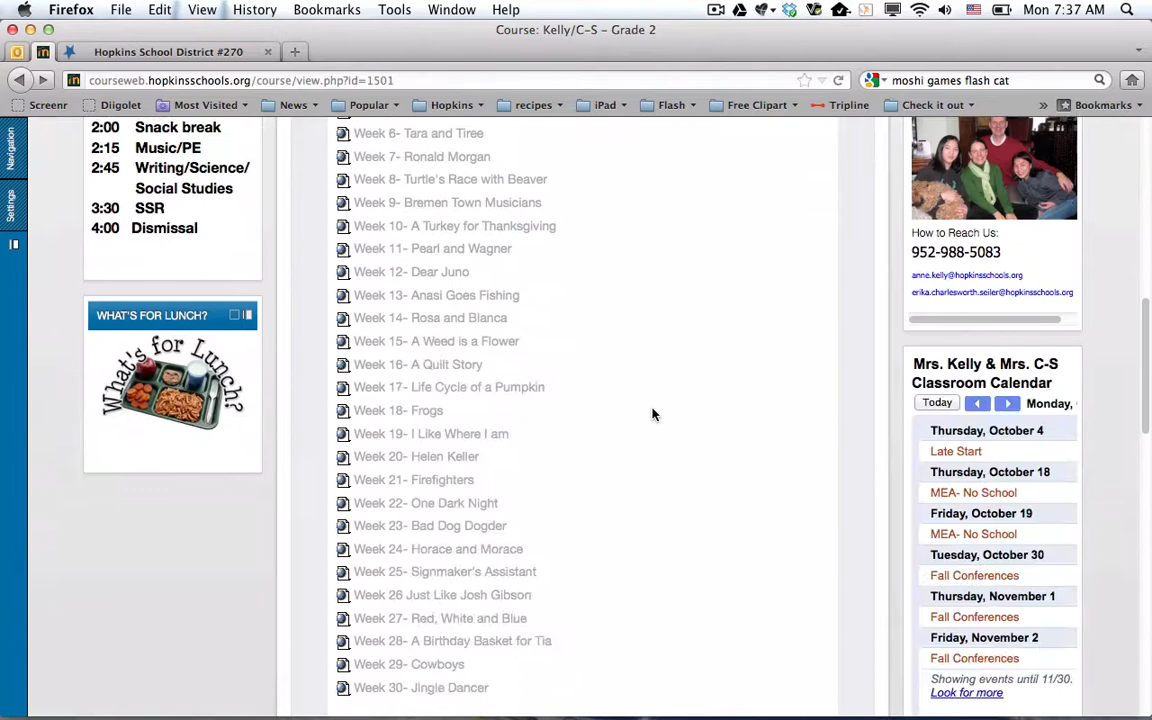 Firefox File Edit View History Bookmarks Tools Window Help Mon 7:37 AM
Course: Kelly/C-S – Grade 2
Hopkins School District #270
courseweb.hopkinsschools.org/course/view.php?id=1501
moshi games flash cat
Screenr Diigolet Most Visited News Popular Hopkins recipes iPad Flash Free Clipart Tripline Check it out » Bookmarks
Navigation
Settings
2:00 Snack break
2:15 Music/PE
2:45 Writing/Science/
Social Studies
3:30 SSR
4:00 Dismissal
WHAT'S FOR LUNCH?
What's for Lunch?
Week 6- Tara and Tiree
Week 7- Ronald Morgan
Week 8- Turtle's Race with Beaver
Week 9- Bremen Town Musicians
Week 10- A Turkey for Thanksgiving
Week 11- Pearl and Wagner
Week 12- Dear Juno
Week 13- Anasi Goes Fishing
Week 14- Rosa and Blanca
Week 15- A Weed is a Flower
Week 16- A Quilt Story
Week 17- Life Cycle of a Pumpkin
Week 18- Frogs
Week 19- I Like Where I am
Week 20- Helen Keller
Week 21- Firefighters
Week 22- One Dark Night
Week 23- Bad Dog Dogder
Week 24- Horace and Morace
Week 25- Signmaker's Assistant
Week 26 Just Like Josh Gibson
Week 27- Red, White and Blue
Week 28- A Birthday Basket for Tia
Week 29- Cowboys
Week 30- Jingle Dancer
How to Reach Us:
952-988-5083
anne.kelly@hopkinsschools.org
erika.charlesworth.seiler@hopkinsschools.org
Mrs. Kelly & Mrs. C-S
Classroom Calendar
Today Monday,
Thursday, October 4
Late Start
Thursday, October 18
MEA- No School
Friday, October 19
MEA- No School
Tuesday, October 30
Fall Conferences
Thursday, November 1
Fall Conferences
Friday, November 2
Fall Conferences
Showing events until 11/30.
Look for more